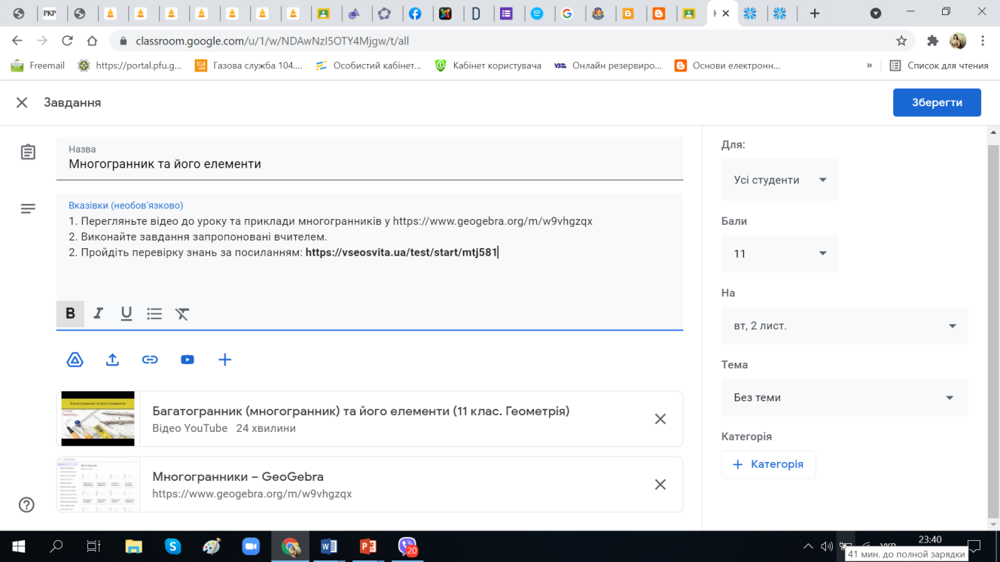 classroom.google.com/u/1/w/NDAwNzI5OTY4Mjgw/t/all
Freemail
https://portal.pfu.g...
Газова служба 104....
Особистий кабінет...
Кабінет користувача
Онлайн резервиро...
Основи електронн...
»
Список для чтения
Завдання
Зберегти
Назва
Многогранник та його елементи
Вказівки (необов'язково)
1. Перегляньте відео до уроку та приклади многогранників у https://www.geogebra.org/m/w9vhgzqx
2. Виконайте завдання запропоновані вчителем.
2. Пройдіть перевірку знань за посиланням: https://vseosvita.ua/test/start/mtj581
B I U
Багатогранник (многогранник) та його елементи (11 клас. Геометрія)
Відео YouTube 24 хвилини
Многогранники – GeoGebra
https://www.geogebra.org/m/w9vhgzqx
Для:
Усі студенти
Бали
11
На
вт, 2 лист.
Тема
Без теми
Категорія
+ Категорія
20
23:40
41 мин. до полной зарядки